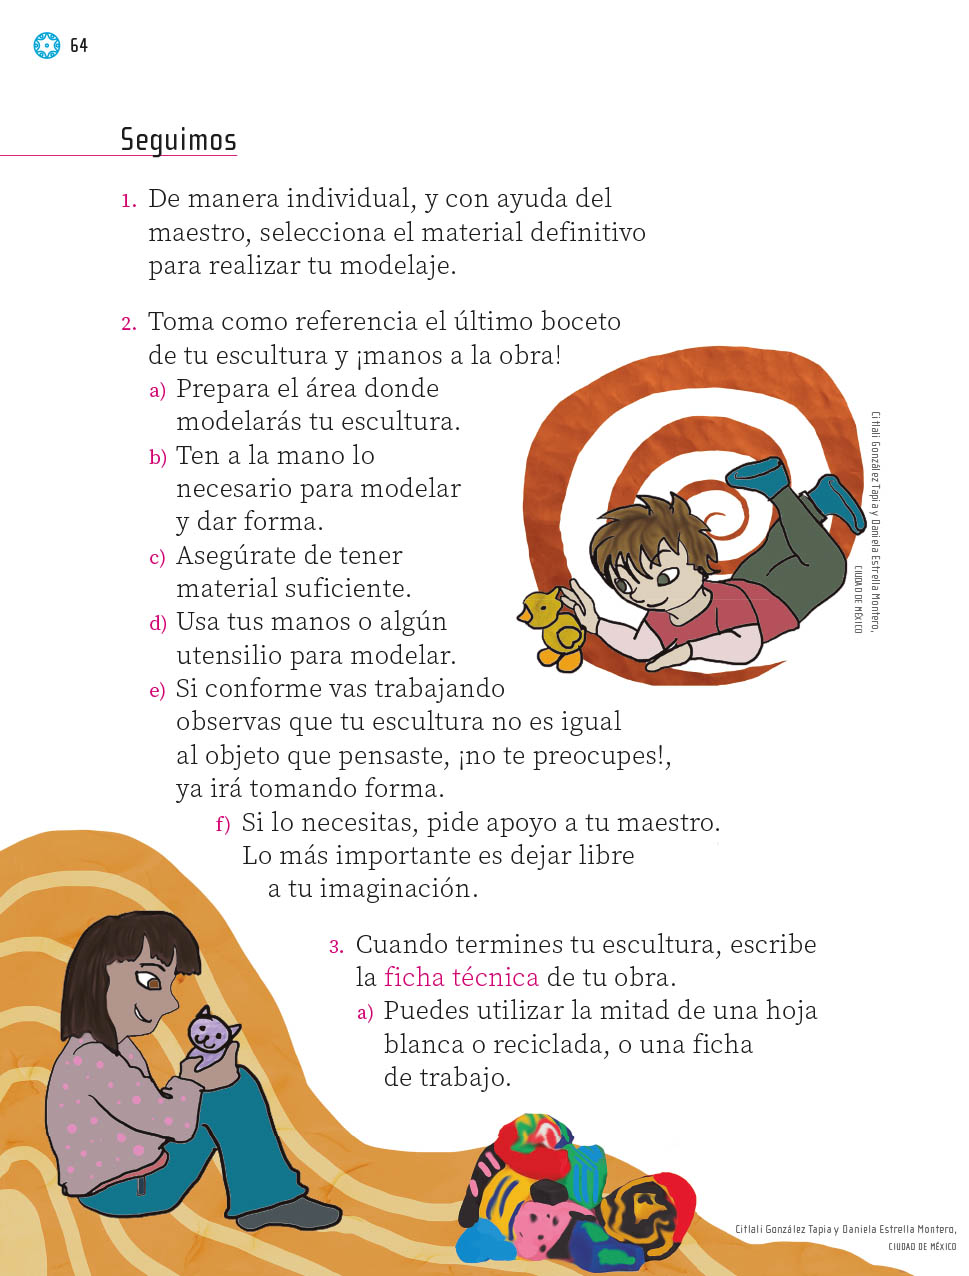 64
Seguimos
1. De manera individual, y con ayuda del
maestro, selecciona el material definitivo
para realizar tu modelaje.
2. Toma como referencia el último boceto
de tu escultura y ¡manos a la obra!
a) Prepara el área donde
modelarás tu escultura.
b) Ten a la mano lo
necesario para modelar
y dar forma.
c) Asegúrate de tener
material suficiente.
d) Usa tus manos o algún
utensilio para modelar.
e) Si conforme vas trabajando
observas que tu escultura no es igual
al objeto que pensaste, ¡no te preocupes!,
ya irá tomando forma.
f) Si lo necesitas, pide apoyo a tu maestro.
Lo más importante es dejar libre
a tu imaginación.
Citlali González Tapia y Daniela Estrella Montero,
CIUDAD DE MÉXICO
3. Cuando termines tu escultura, escribe
la ficha técnica de tu obra.
a) Puedes utilizar la mitad de una hoja
blanca o reciclada, o una ficha
de trabajo.
Citlali González Tapia y Daniela Estrella Montero,
CIUDAD DE MÉXICO